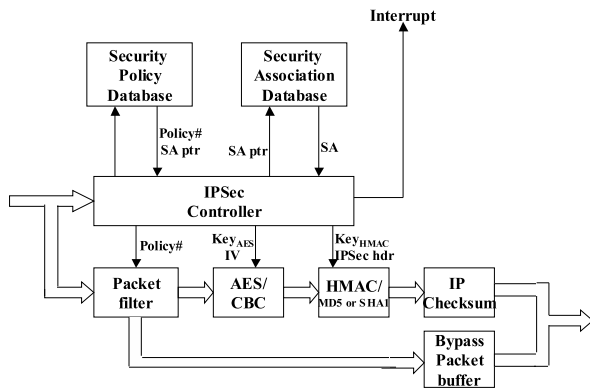 Interrupt
Security
Policy
Database
Security
Association
Database
Policy#
SA ptr
SA ptr
SA
IPSec
Controller
Policy#
KeyAES
IV
KeyHMAC
IPSec hdr
Packet
filter
AES/
CBC
HMAC/
MD5 or SHA1
IP
Checksum
Bypass
Packet
buffer